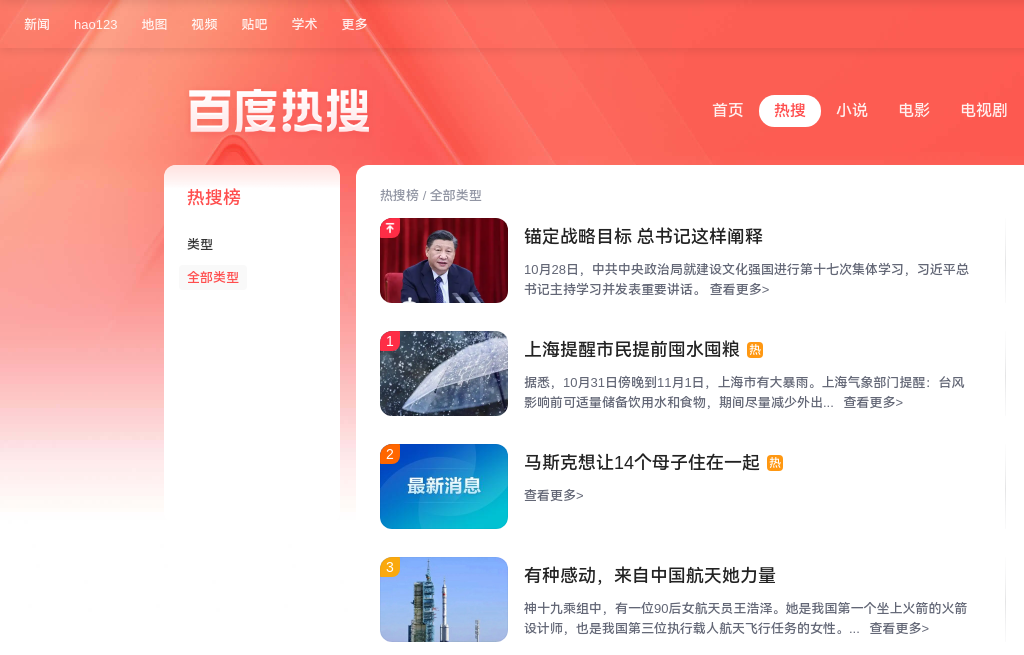 新闻 hao123 地图 视频 贴吧 学术 更多
百度热搜
首页 热搜 小说 电影 电视剧
热搜榜
类型
全部类型
热搜榜 / 全部类型
锚定战略目标 总书记这样阐释
10月28日，中共中央政治局就建设文化强国进行第十七次集体学习，习近平总
书记主持学习并发表重要讲话。 查看更多>
1
上海提醒市民提前囤水囤粮 热
据悉，10月31日傍晚到11月1日，上海市有大暴雨。上海气象部门提醒：台风
影响前可适量储备饮用水和食物，期间尽量减少外出... 查看更多>
2
最新消息
马斯克想让14个母子住在一起 热
查看更多>
3
有种感动，来自中国航天她力量
神十九乘组中，有一位90后女航天员王浩泽。她是我国第一个坐上火箭的火箭
设计师，也是我国第三位执行载人航天飞行任务的女性。... 查看更多>